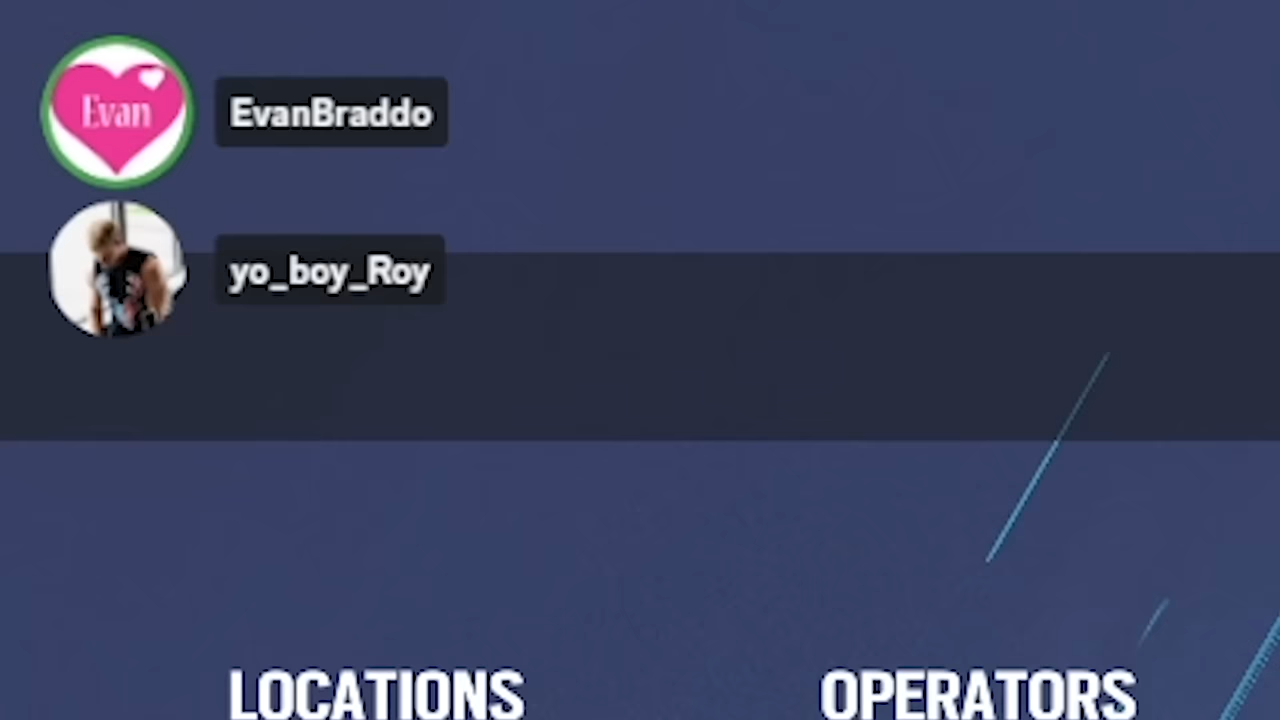 Evan
EvanBraddo
yo_boy_Roy
LOCATIONS
OPERATORS